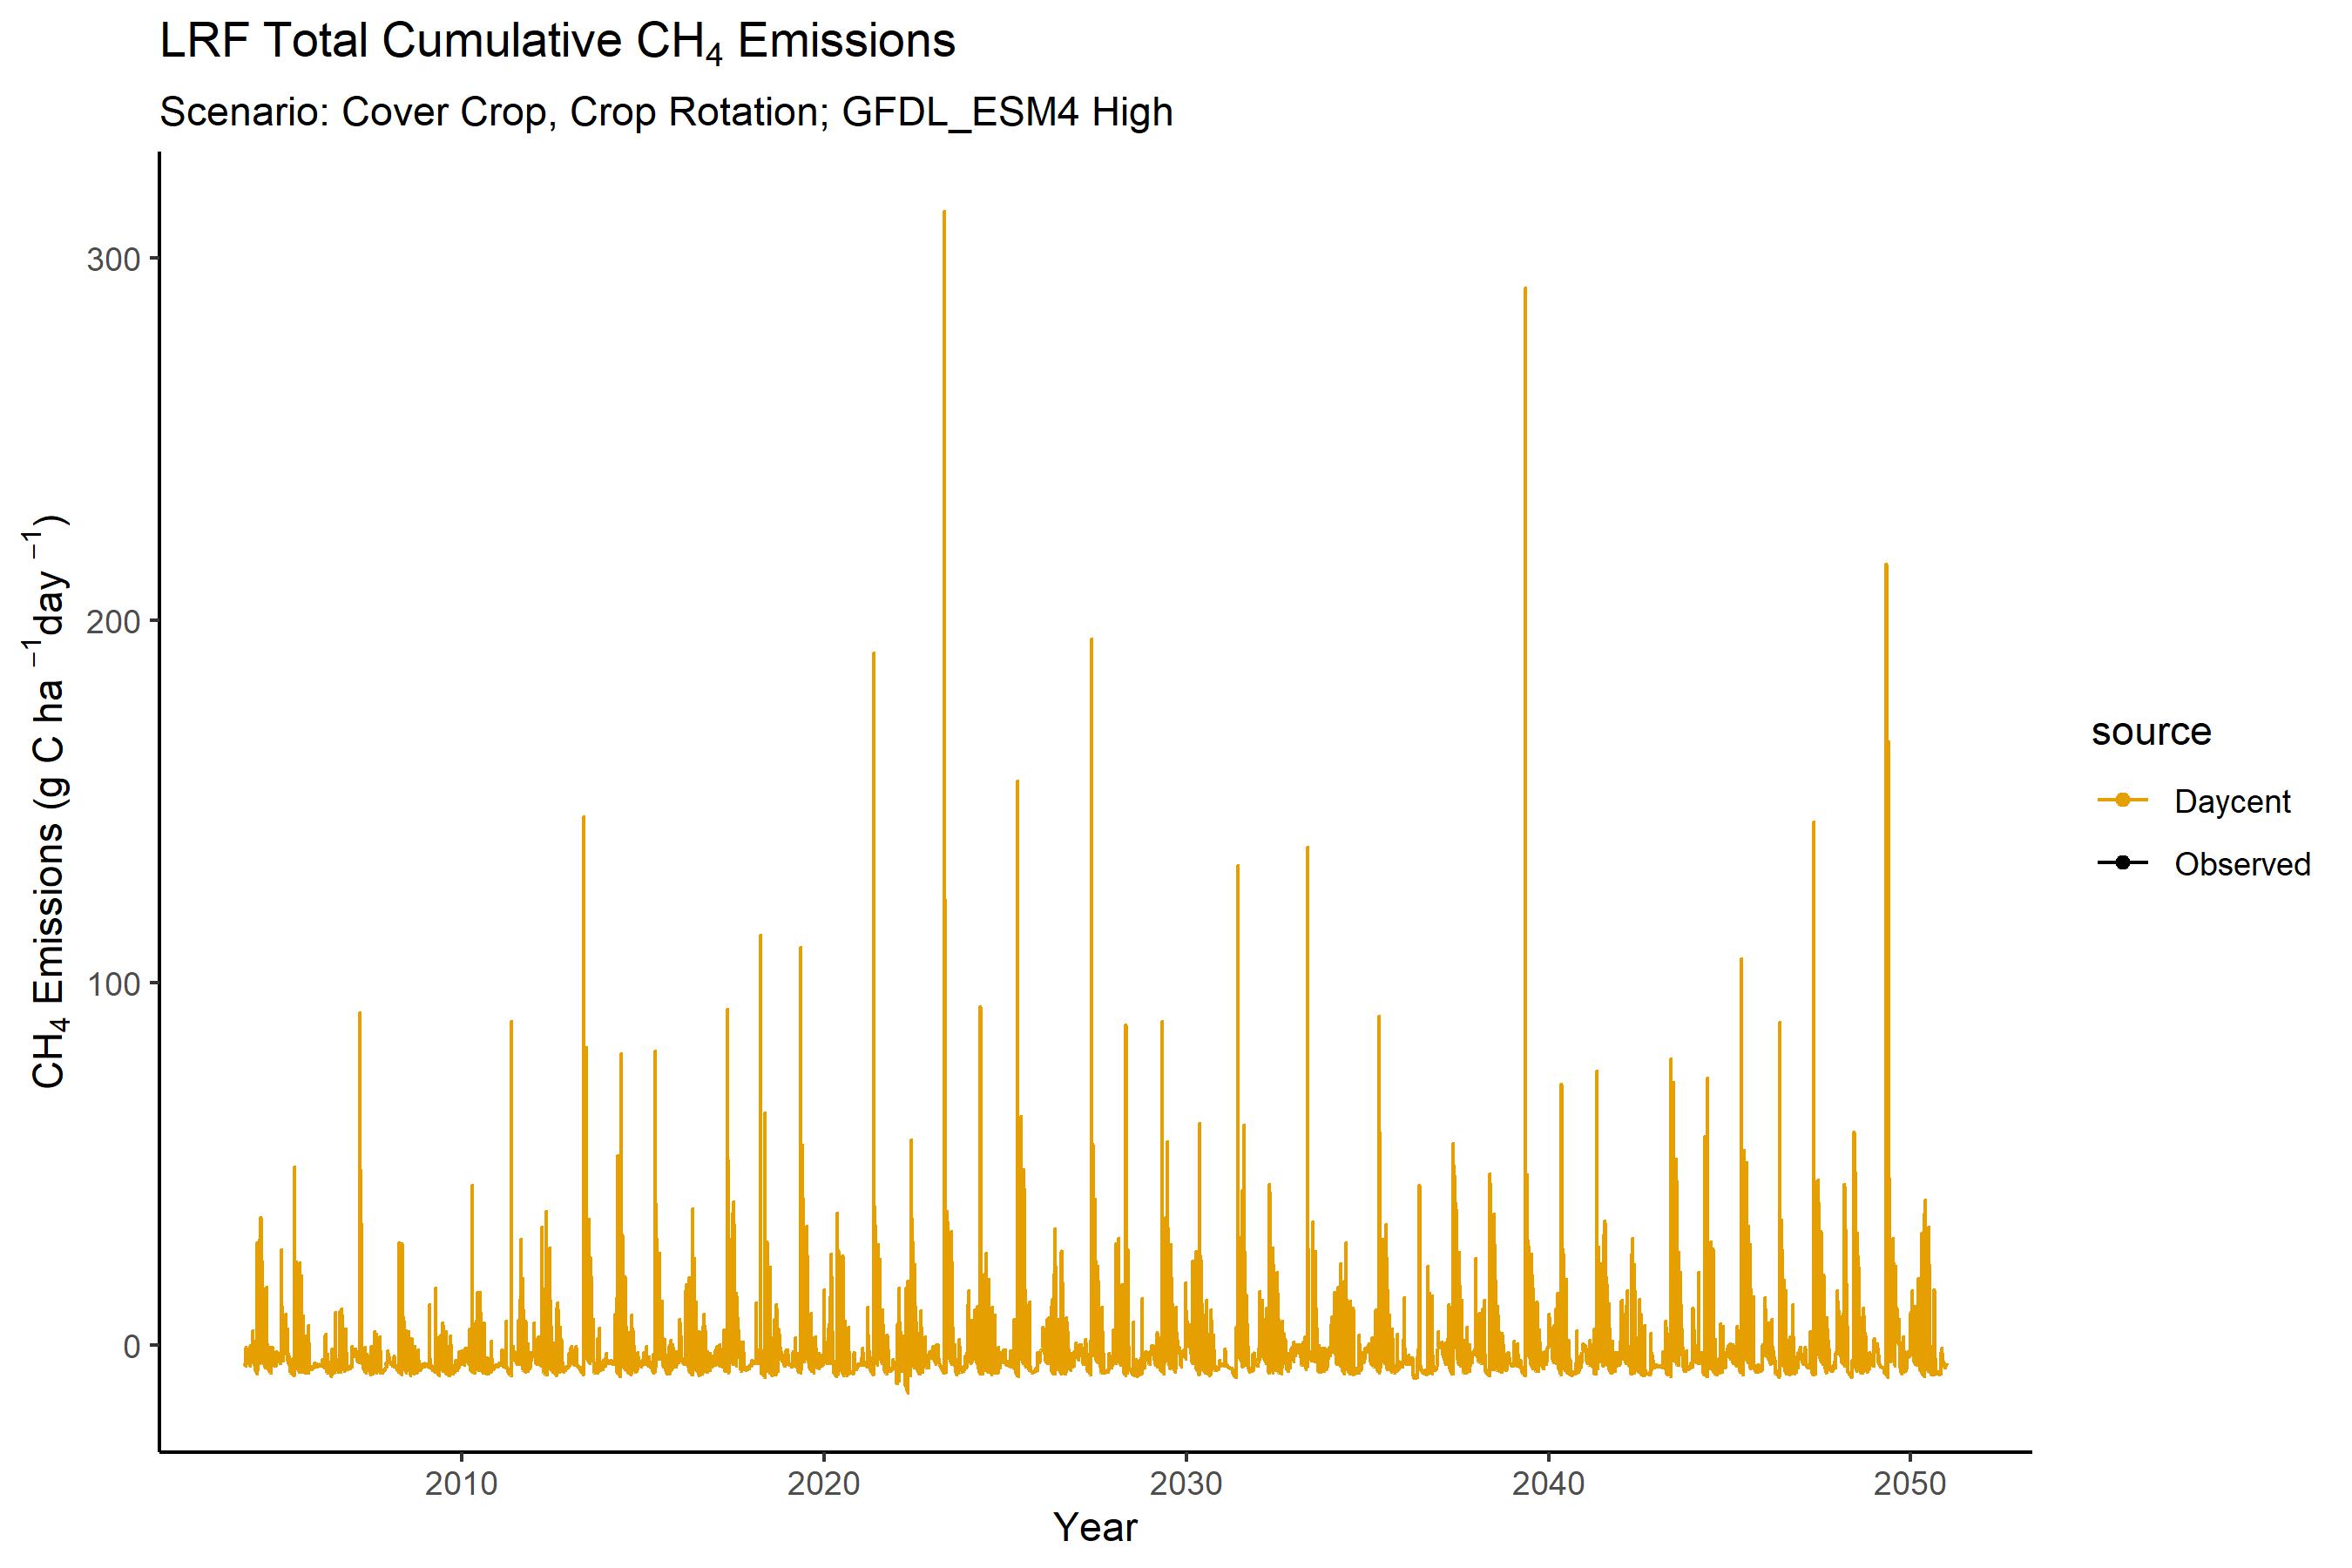 LRF Total Cumulative CH₄ Emissions
Scenario: Cover Crop, Crop Rotation; GFDL_ESM4 High
CH₄ Emissions (g C ha ⁻¹day ⁻¹)
300
200
100
0
2010 2020 2030 2040 2050
Year
source
Daycent
Observed